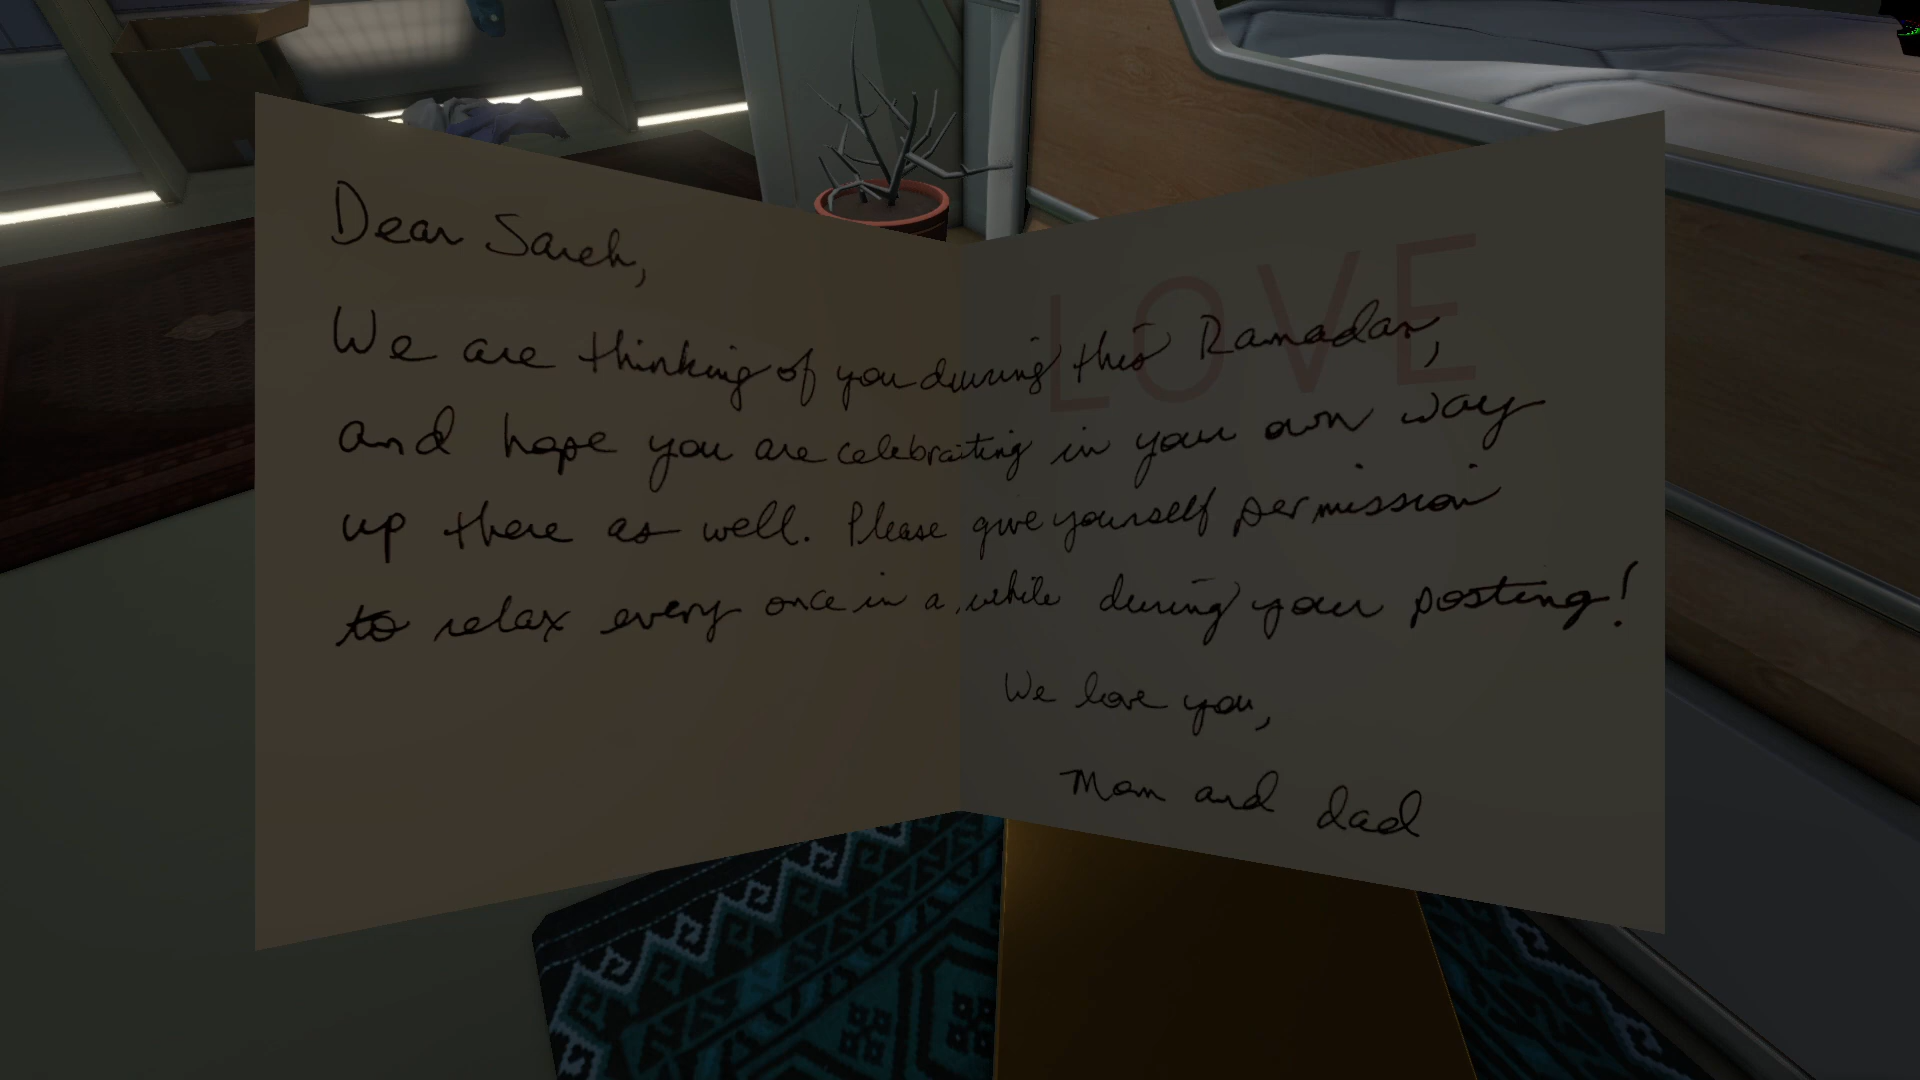 Dear Sareh,
LOVE
We are thinking of you during this Ramadan,
and hope you are celebrating in your own way
up there as well. Please give yourself permission
to relax every once in a while during your posting!
We love you,
Mom and dad